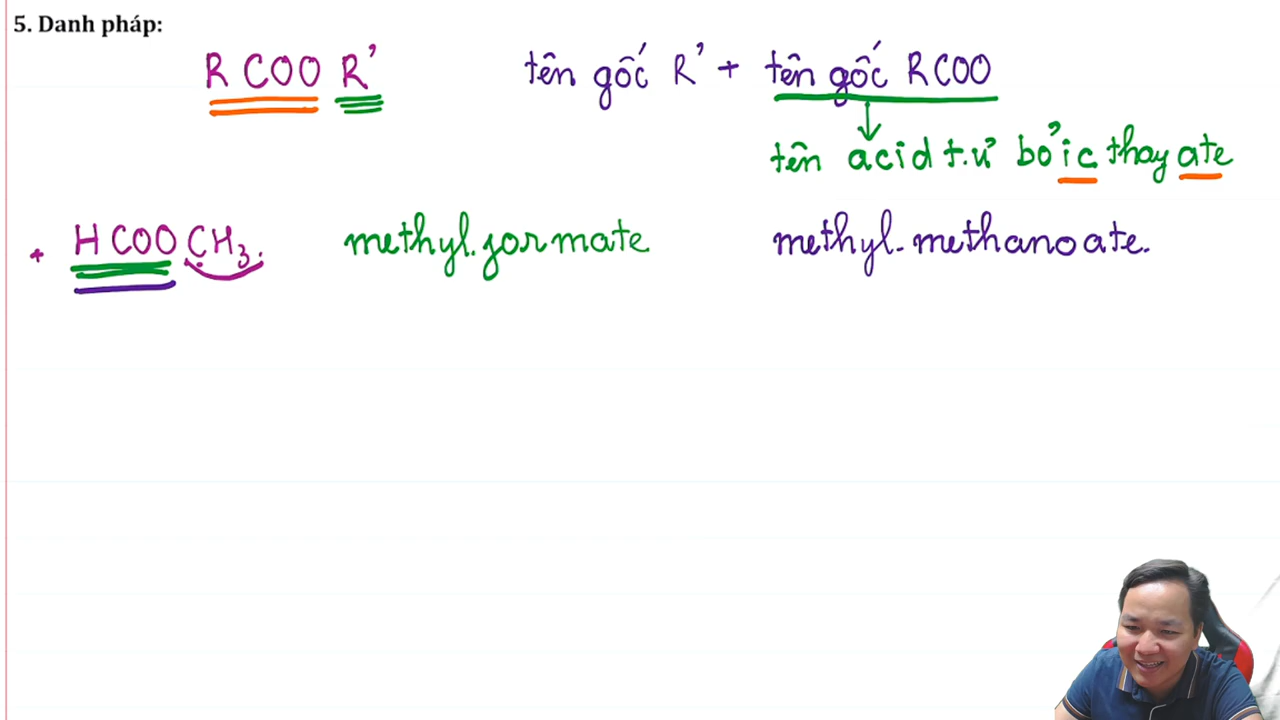 5. Danh pháp:
RCOOR' tên gốc R' + tên gốc RCOO
tên acid t.ư bỏ ic thay ate
+ HCOOCH3. methyl formate methyl methanoate.